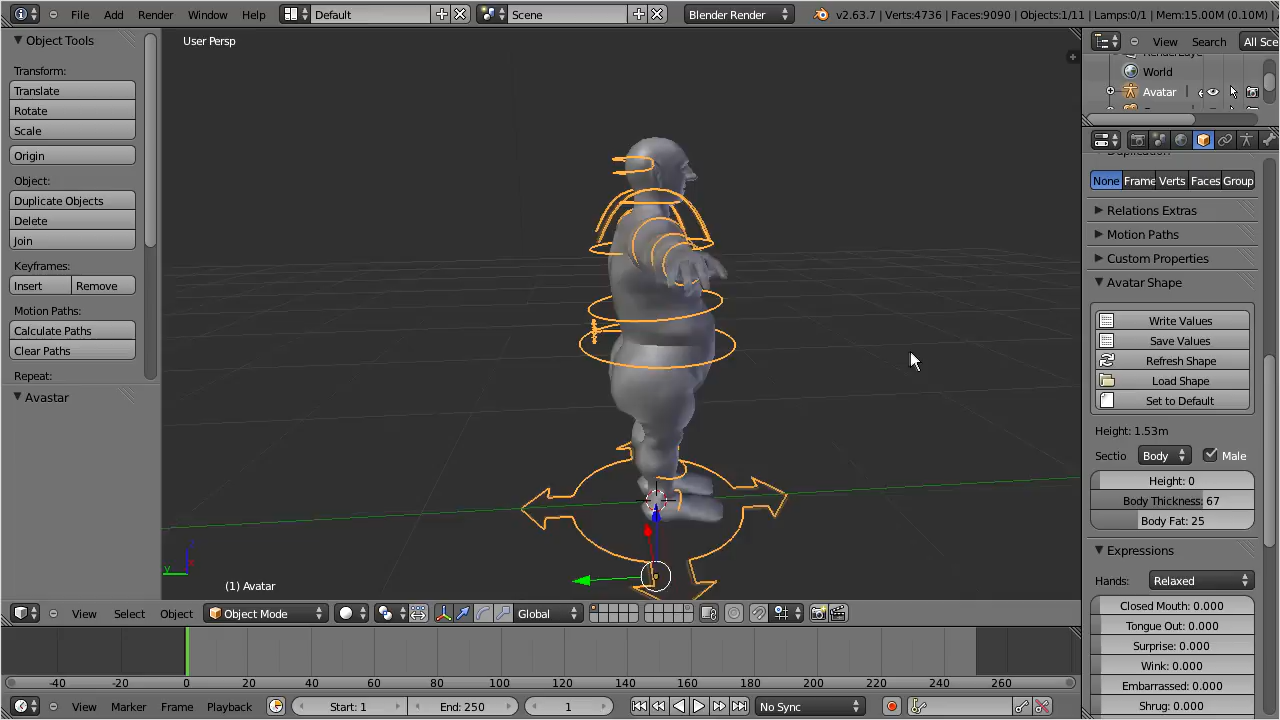 File Add Render Window Help Default Scene Blender Render v2.63.7 | Verts:4736 | Faces:9090 | Objects:1/11 | Lamps:0/1 | Mem:15.00M (0.10M) |
Object Tools
Transform:
Translate
Rotate
Scale
Origin
Object:
Duplicate Objects
Delete
Join
Keyframes:
Insert Remove
Motion Paths:
Calculate Paths
Clear Paths
Repeat:
Avastar
User Persp
(1) Avatar
y
View Search All Sce
World
Avatar
None Frame Verts Faces Group
Relations Extras
Motion Paths
Custom Properties
Avatar Shape
Write Values
Save Values
Refresh Shape
Load Shape
Set to Default
Height: 1.53m
Sectio Body Male
Height: 0
Body Thickness: 67
Body Fat: 25
Expressions
Hands: Relaxed
Closed Mouth: 0.000
Tongue Out: 0.000
Surprise: 0.000
Wink: 0.000
Embarrassed: 0.000
Shrug: 0.000
View Select Object Object Mode Global
-40 -20 0 20 40 60 80 100 120 140 160 180 200 220 240 260
View Marker Frame Playback Start: 1 End: 250 1 No Sync